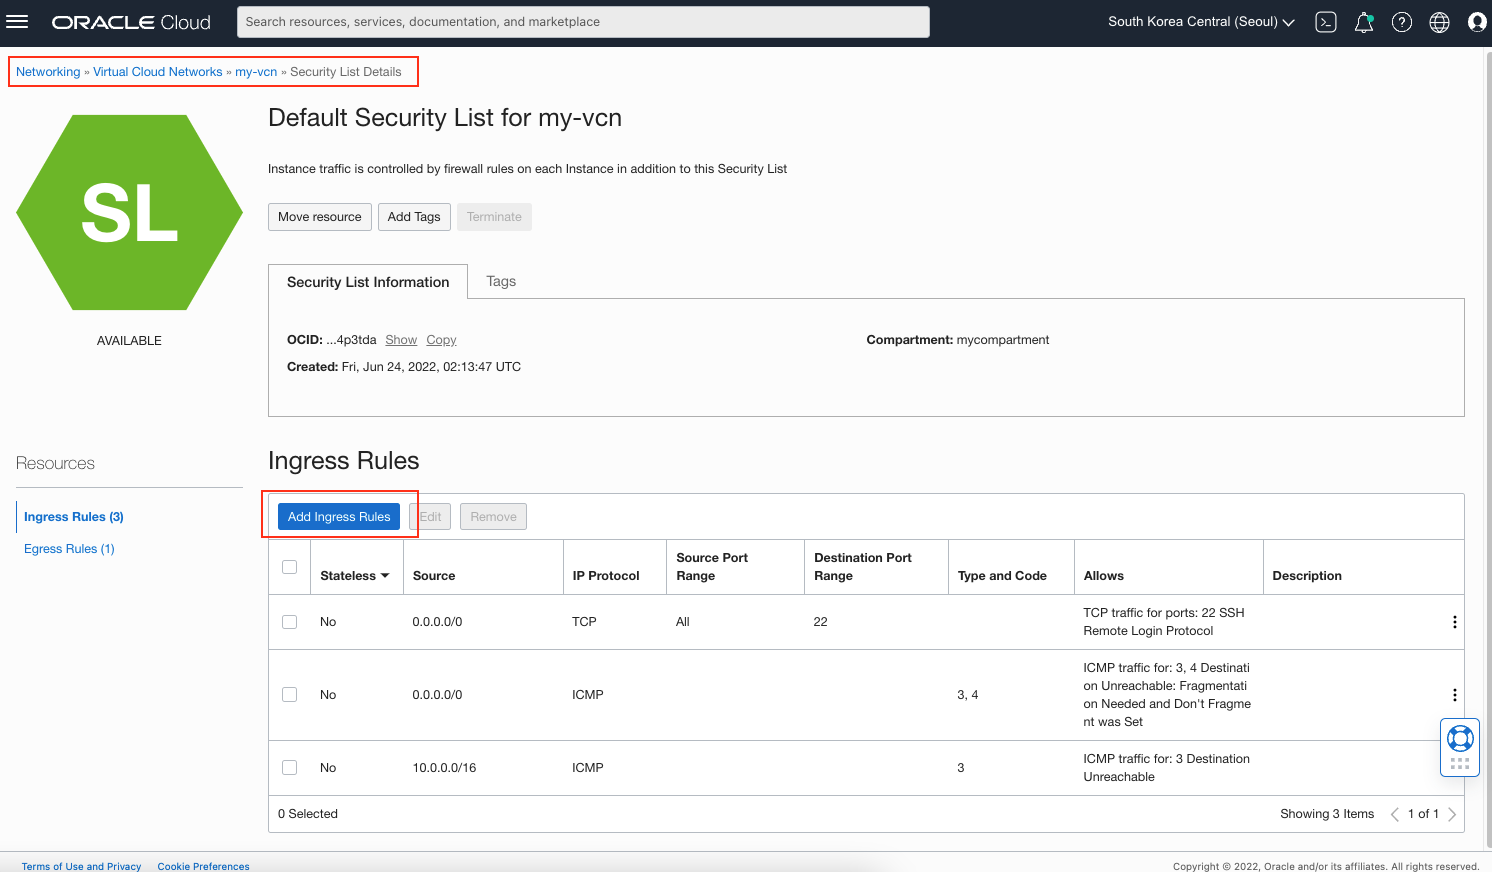 ORACLE Cloud
Search resources, services, documentation, and marketplace
South Korea Central (Seoul)
Networking » Virtual Cloud Networks » my-vcn » Security List Details
SL
AVAILABLE
Default Security List for my-vcn
Instance traffic is controlled by firewall rules on each Instance in addition to this Security List
Move resource Add Tags Terminate
Security List Information Tags
OCID: ...4p3tda Show Copy
Compartment: mycompartment
Created: Fri, Jun 24, 2022, 02:13:47 UTC
Resources
Ingress Rules (3)
Egress Rules (1)
Ingress Rules
Add Ingress Rules Edit Remove
Stateless Source IP Protocol Source Port Range Destination Port Range Type and Code Allows Description
No 0.0.0.0/0 TCP All 22 TCP traffic for ports: 22 SSH
Remote Login Protocol
No 0.0.0.0/0 ICMP 3, 4 ICMP traffic for: 3, 4 Destinati
on Unreachable: Fragmentati
on Needed and Don't Fragme
nt was Set
No 10.0.0.0/16 ICMP 3 ICMP traffic for: 3 Destination
Unreachable
0 Selected
Showing 3 Items 1 of 1
Terms of Use and Privacy Cookie Preferences
Copyright © 2022, Oracle and/or its affiliates. All rights reserved.